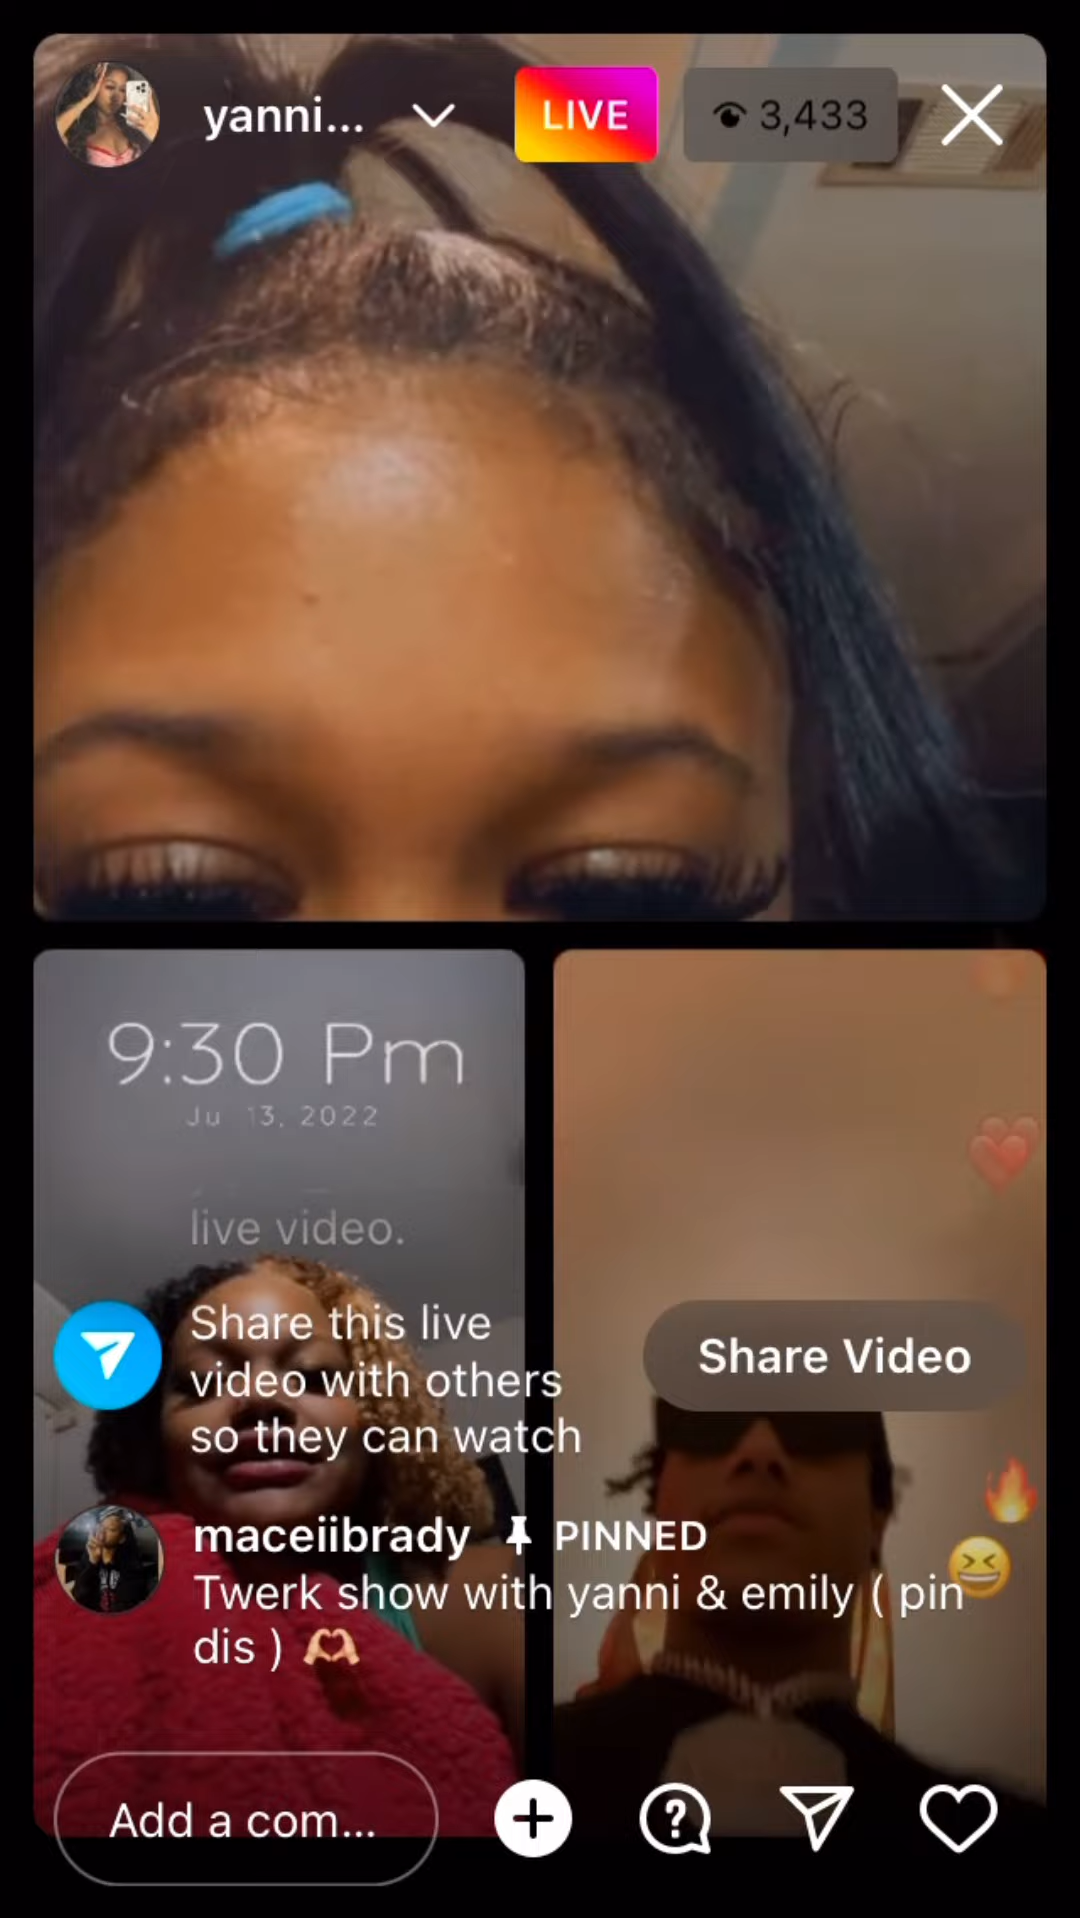 yanni...
LIVE
3,433
9:30 Pm
Ju 13, 2022
live video.
Share this live
video with others
so they can watch
Share Video
maceiibrady PINNED
Twerk show with yanni & emily ( pin
dis ) 🫶🏼
Add a com...